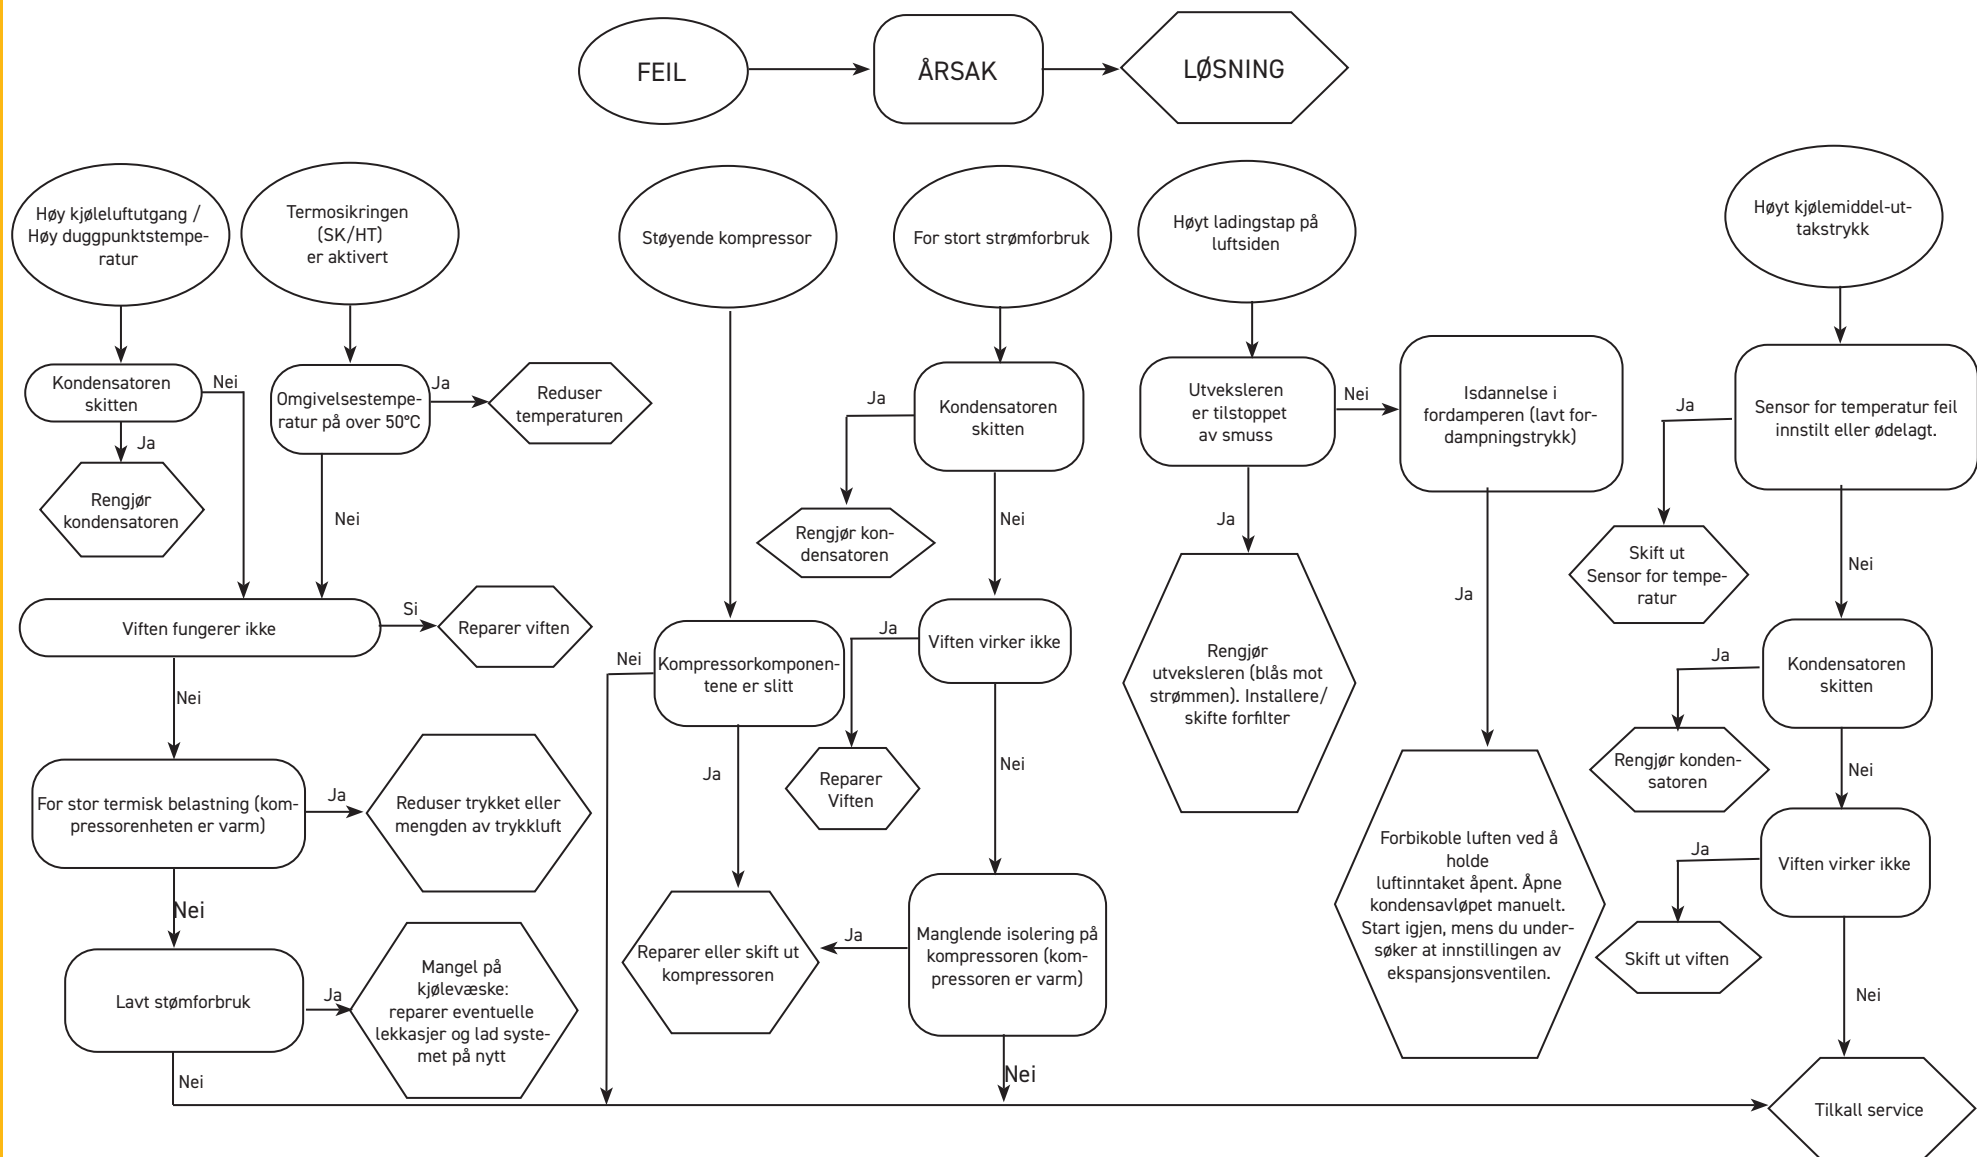 FEIL
ÅRSAK
LØSNING
Høy kjøleluftutgang /
Høy duggpunktstempe-
ratur
Termosikringen
(SK/HT)
er aktivert
Støyende kompressor
For stort strømforbruk
Høyt ladingstap på
luftsiden
Høyt kjølemiddel-ut-
takstrykk
Kondensatoren
skitten
Nei
Ja
Rengjør
kondensatoren
Omgivelsestempe-
ratur på over 50°C
Ja
Reduser
temperaturen
Nei
Viften fungerer ikke
Si
Reparer viften
Nei
For stor termisk belastning (kom-
pressorenheten er varm)
Ja
Reduser trykket eller
mengden av trykkluft
Nei
Lavt stømforbruk
Ja
Mangel på
kjølevæske:
reparer eventuelle
lekkasjer og lad syste-
met på nytt
Nei
Kompressorkomponen-
tene er slitt
Nei
Ja
Reparer eller skift ut
kompressoren
Kondensatoren
skitten
Ja
Rengjør kon-
densatoren
Nei
Viften virker ikke
Ja
Reparer
Viften
Nei
Manglende isolering på
kompressoren (kom-
pressoren er varm)
Ja
Nei
Utveksleren
er tilstoppet
av smuss
Nei
Ja
Rengjør
utveksleren (blås mot
strømmen). Installere/
skifte forfilter
Isdannelse i
fordamperen (lavt for-
dampningstrykk)
Ja
Forbikoble luften ved å
holde
luftinntaket åpent. Åpne
kondensavløpet manuelt.
Start igjen, mens du under-
søker at innstillingen av
ekspansjonsventilen.
Sensor for temperatur feil
innstilt eller ødelagt.
Ja
Skift ut
Sensor for tempe-
ratur
Nei
Kondensatoren
skitten
Ja
Rengjør konden-
satoren
Nei
Viften virker ikke
Ja
Skift ut viften
Nei
Tilkall service